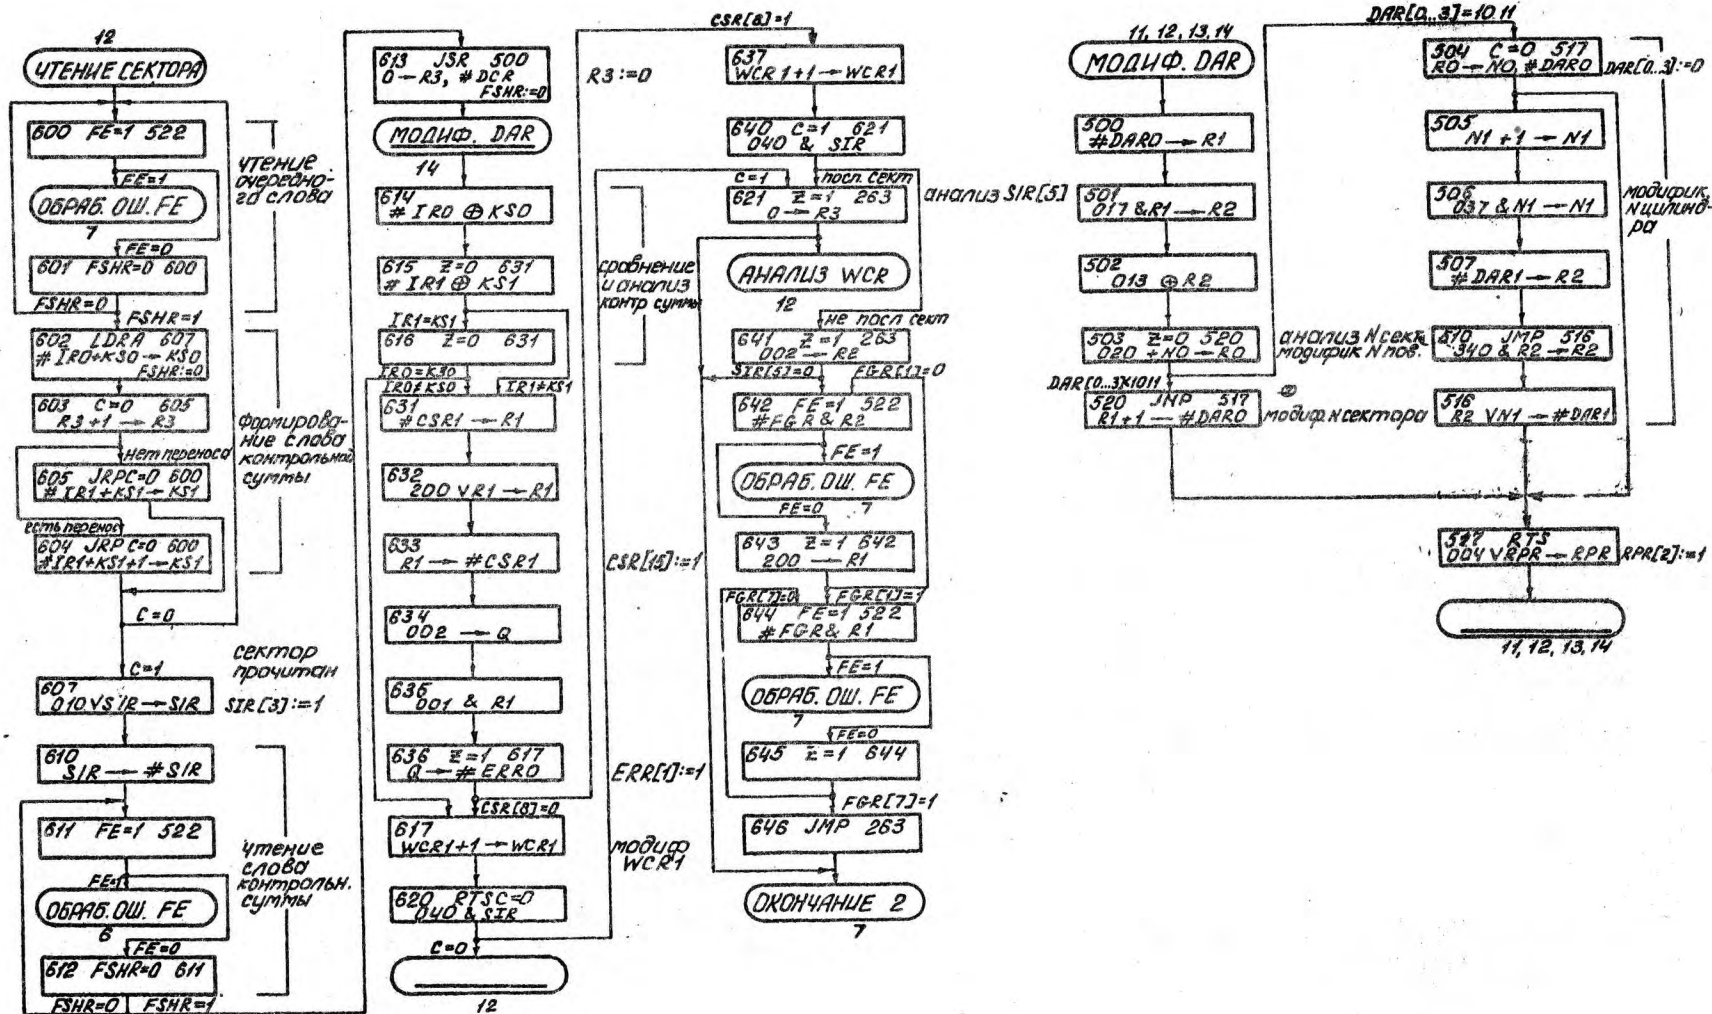 12
ЧТЕНИЕ СЕКТОРА
600 FE=1 522
FE=1
ОБРАБ. ОШ. FE
7
FE=0
601 FSHR=0 600
FSHR=0
FSHR=1
чтение
очередно-
га слова
602 LDRA 607
# IR0+KS0 → KS0
FSHR:=0
603 C=0 605
R3+1 → R3
нет переноса
605 JRPC=0 600
# IR1+KS1 → KS1
есть перенос
604 JRP C=0 600
#IR1+KS1+1 → KS1
формирова-
ние слова
контрольной
суммы
C=0
C=1
сектор
прочитан
607
010 V SIR → SIR
SIR[3]:=1
610
SIR → #SIR
611 FE=1 522
FE=1
ОБРАБ. ОШ. FE
6
FE=0
612 FSHR=0 611
FSHR=0 FSHR=1
чтение
слова
контрольн.
суммы
613 JSR 500
0 → R3, # DCR
FSHR:=0
R3:=0
МОДИФ. DAR
14
614
# IR0 ⊕ KS0
615 Z=0 631
# IR1 ⊕ KS1
IR1=KS1
616 Z=0 631
IR0=KS0
IR0≠KS0
IR1≠KS1
сравнение
и анализ
контр суммы
631
#CSR1 → R1
632
200 V R1 → R1
633
R1 → #CSR1
CSR[15]:=1
634
002 → Q
635
001 & R1
636 Z=1 617
Q → # ERR0
ERR[1]:=1
CSR[8]=0
617
WCR1+1 → WCR1
модиф
WCR1
620 RTSC=0
040 & SIR
C=0
12
CSR[8]=1
637
WCR1+1 → WCR1
640 C=1 621
040 & SIR
C=1
посл. сект
621 Z=1 263
0 → R3
анализ SIR[5]
АНАЛИЗ WCR
12
не посл сект
641 Z=1 263
002 → R2
SIR[5]=0
FGR[1]=0
642 FE=1 522
#FGR & R2
FE=1
ОБРАБ. ОШ. FE
FE=0 7
643 Z=1 642
200 → R1
FGR[7]=0
FGR[1]=1
644 FE=1 522
#FGR & R1
FE=1
ОБРАБ. ОШ. FE
7
FE=0
645 Z=1 644
FGR[7]=1
646 JMP 263
ОКОНЧАНИЕ 2
7
11, 12, 13, 14
МОДИФ. DAR
500
#DAR0 → R1
501
017 & R1 → R2
502
013 ⊕ R2
503 Z=0 520
020 + N0 → R0
анализ N сект.
модифик N пов.
DAR[0...3]≠1011
520 JMP 517
R1+1 → #DAR0
модиф. N сектора
DAR[0...3]=1011
504 C=0 517
R0 → N0, #DAR0
DAR[0...3]:=0
505
N1 +1 → N1
506
037 & N1 → N1
507
#DAR1 → R2
510 JMP 516
340 & R2 → R2
516
R2 V N1 → #DAR1
модифик.
N цилинд-
ра
517 RTS
004 V RPR → RPR
RPR[2]:=1
11, 12, 13, 14